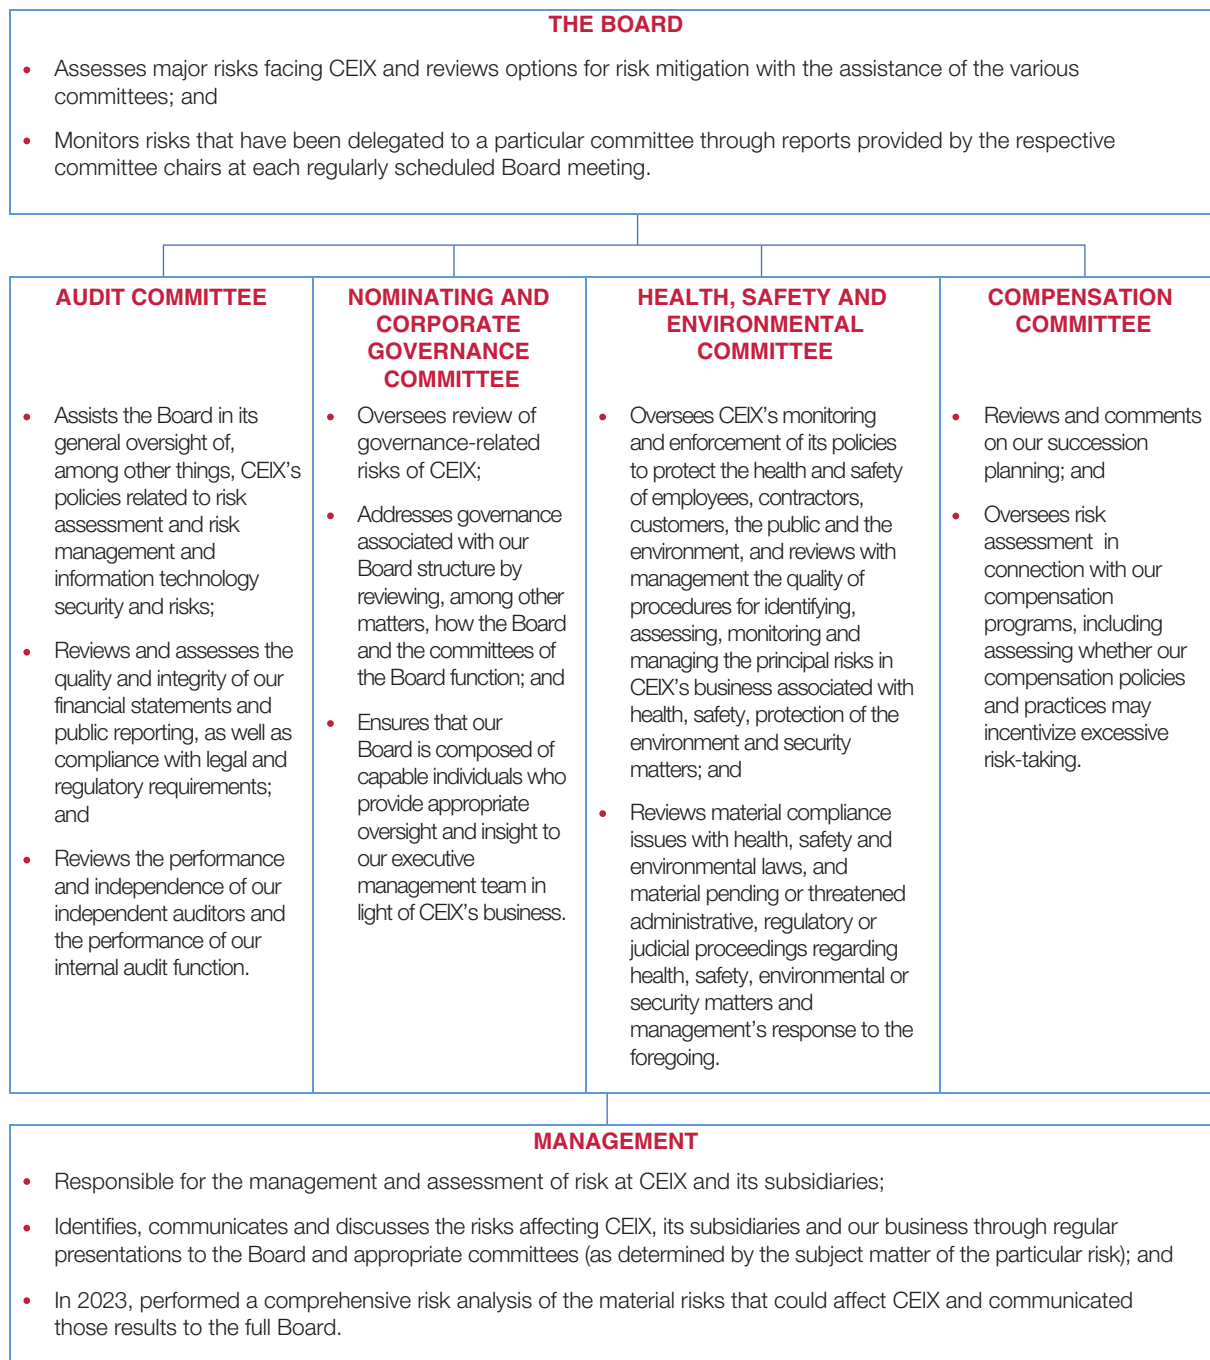 THE BOARD
• Assesses major risks facing CEIX and reviews options for risk mitigation with the assistance of the various
committees; and
• Monitors risks that have been delegated to a particular committee through reports provided by the respective
committee chairs at each regularly scheduled Board meeting.
AUDIT COMMITTEE
• Assists the Board in its
general oversight of,
among other things, CEIX's
policies related to risk
assessment and risk
management and
information technology
security and risks;
• Reviews and assesses the
quality and integrity of our
financial statements and
public reporting, as well as
compliance with legal and
regulatory requirements;
and
• Reviews the performance
and independence of our
independent auditors and
the performance of our
internal audit function.
NOMINATING AND
CORPORATE
GOVERNANCE
COMMITTEE
• Oversees review of
governance-related
risks of CEIX;
• Addresses governance
associated with our
Board structure by
reviewing, among other
matters, how the Board
and the committees of
the Board function; and
• Ensures that our
Board is composed of
capable individuals who
provide appropriate
oversight and insight to
our executive
management team in
light of CEIX's business.
HEALTH, SAFETY AND
ENVIRONMENTAL
COMMITTEE
• Oversees CEIX's monitoring
and enforcement of its policies
to protect the health and safety
of employees, contractors,
customers, the public and the
environment, and reviews with
management the quality of
procedures for identifying,
assessing, monitoring and
managing the principal risks in
CEIX's business associated with
health, safety, protection of the
environment and security
matters; and
• Reviews material compliance
issues with health, safety and
environmental laws, and
material pending or threatened
administrative, regulatory or
judicial proceedings regarding
health, safety, environmental or
security matters and
management's response to the
foregoing.
COMPENSATION
COMMITTEE
• Reviews and comments
on our succession
planning; and
• Oversees risk
assessment in
connection with our
compensation
programs, including
assessing whether our
compensation policies
and practices may
incentivize excessive
risk-taking.
MANAGEMENT
• Responsible for the management and assessment of risk at CEIX and its subsidiaries;
• Identifies, communicates and discusses the risks affecting CEIX, its subsidiaries and our business through regular
presentations to the Board and appropriate committees (as determined by the subject matter of the particular risk); and
• In 2023, performed a comprehensive risk analysis of the material risks that could affect CEIX and communicated
those results to the full Board.